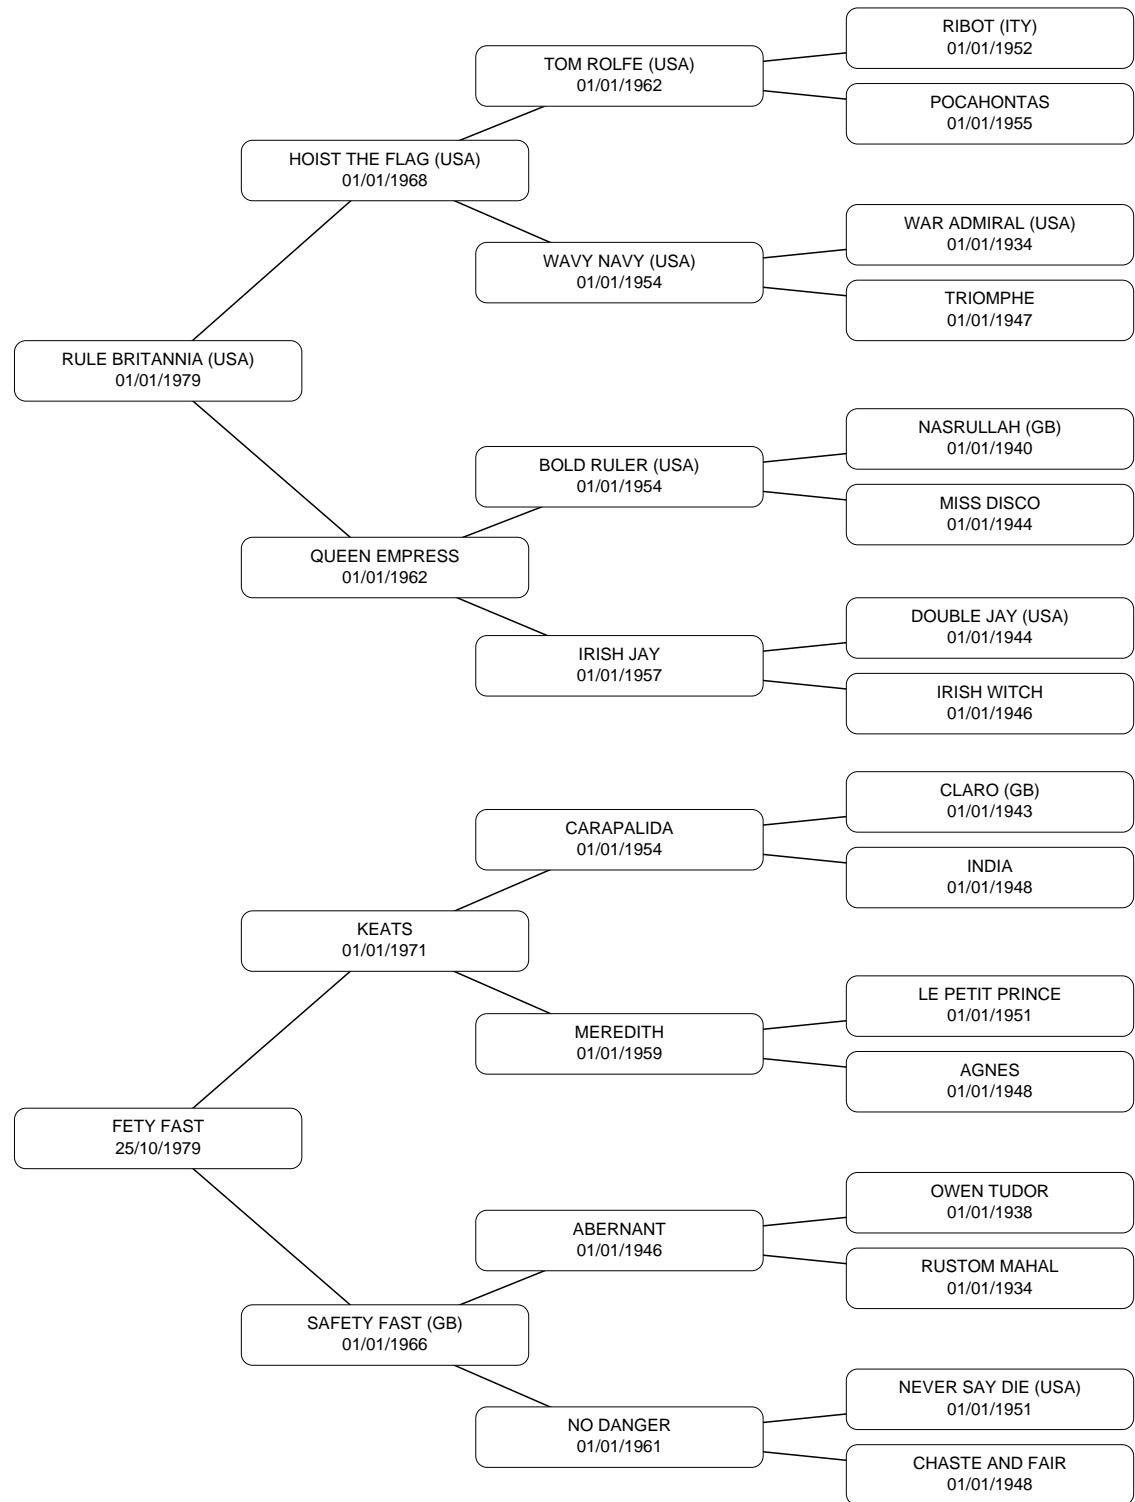 RIBOT (ITY)
01/01/1952
TOM ROLFE (USA)
01/01/1962
POCAHONTAS
01/01/1955
HOIST THE FLAG (USA)
01/01/1968
WAR ADMIRAL (USA)
01/01/1934
WAVY NAVY (USA)
01/01/1954
TRIOMPHE
01/01/1947
RULE BRITANNIA (USA)
01/01/1979
NASRULLAH (GB)
01/01/1940
BOLD RULER (USA)
01/01/1954
MISS DISCO
01/01/1944
QUEEN EMPRESS
01/01/1962
DOUBLE JAY (USA)
01/01/1944
IRISH JAY
01/01/1957
IRISH WITCH
01/01/1946
CLARO (GB)
01/01/1943
CARAPALIDA
01/01/1954
INDIA
01/01/1948
KEATS
01/01/1971
LE PETIT PRINCE
01/01/1951
MEREDITH
01/01/1959
AGNES
01/01/1948
FETY FAST
25/10/1979
OWEN TUDOR
01/01/1938
ABERNANT
01/01/1946
RUSTOM MAHAL
01/01/1934
SAFETY FAST (GB)
01/01/1966
NEVER SAY DIE (USA)
01/01/1951
NO DANGER
01/01/1961
CHASTE AND FAIR
01/01/1948